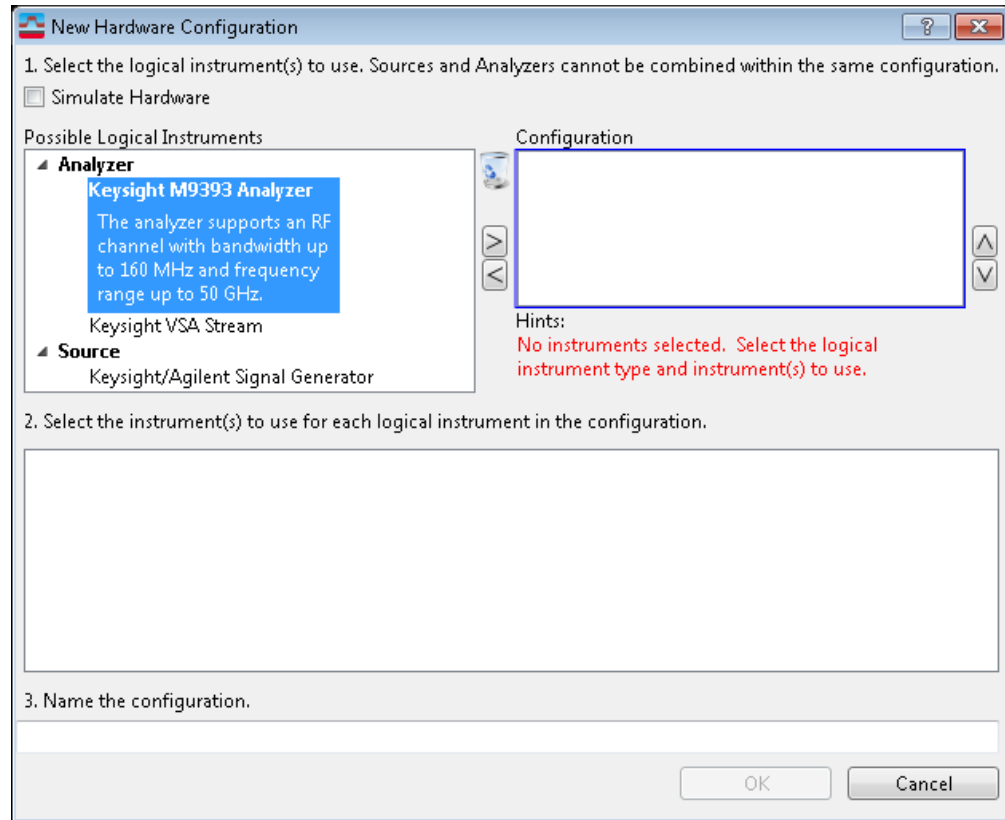 New Hardware Configuration
?
1. Select the logical instrument(s) to use. Sources and Analyzers cannot be combined within the same configuration.
Simulate Hardware
Possible Logical Instruments
Analyzer
Keysight M9393 Analyzer
The analyzer supports an RF
channel with bandwidth up
to 160 MHz and frequency
range up to 50 GHz.
Keysight VSA Stream
Source
Keysight/Agilent Signal Generator
>
<
Configuration
Hints:
No instruments selected.  Select the logical
instrument type and instrument(s) to use.
2. Select the instrument(s) to use for each logical instrument in the configuration.
3. Name the configuration.
OK
Cancel